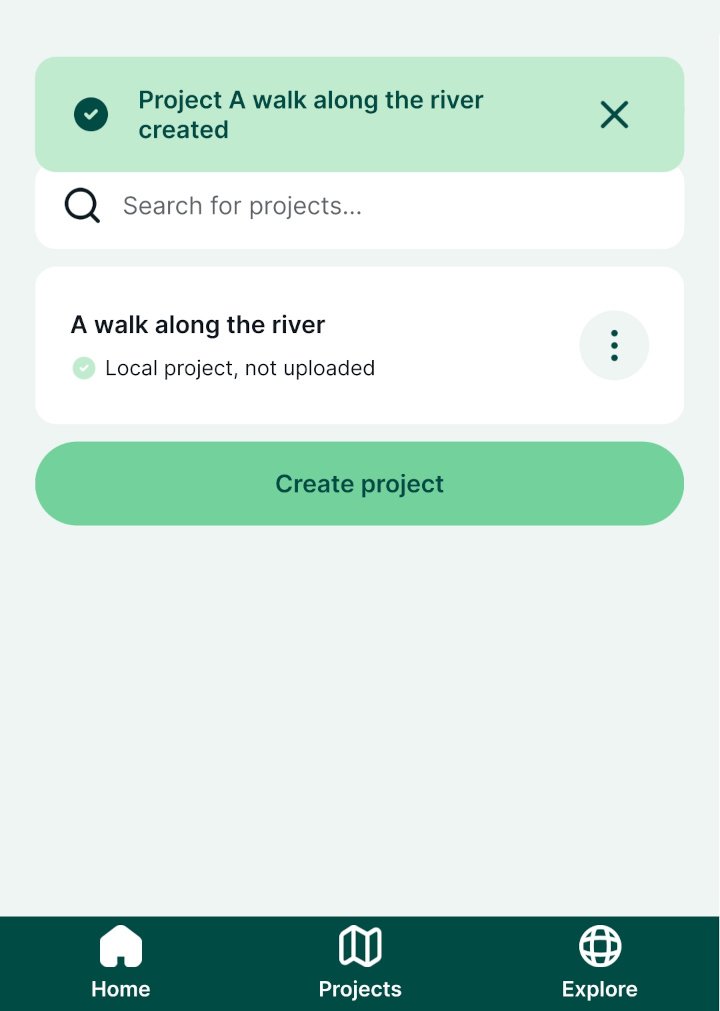 Project A walk along the river
created
Search for projects...
A walk along the river
Local project, not uploaded
Create project
Home
Projects
Explore